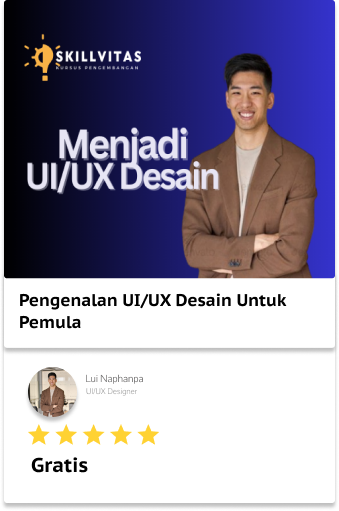 SKILLVITAS
KURSUS PENGEMBANGAN
Menjadi
UI/UX Desain
Pengenalan UI/UX Desain Untuk
Pemula
Lui Naphanpa
UI/UX Designer
Gratis